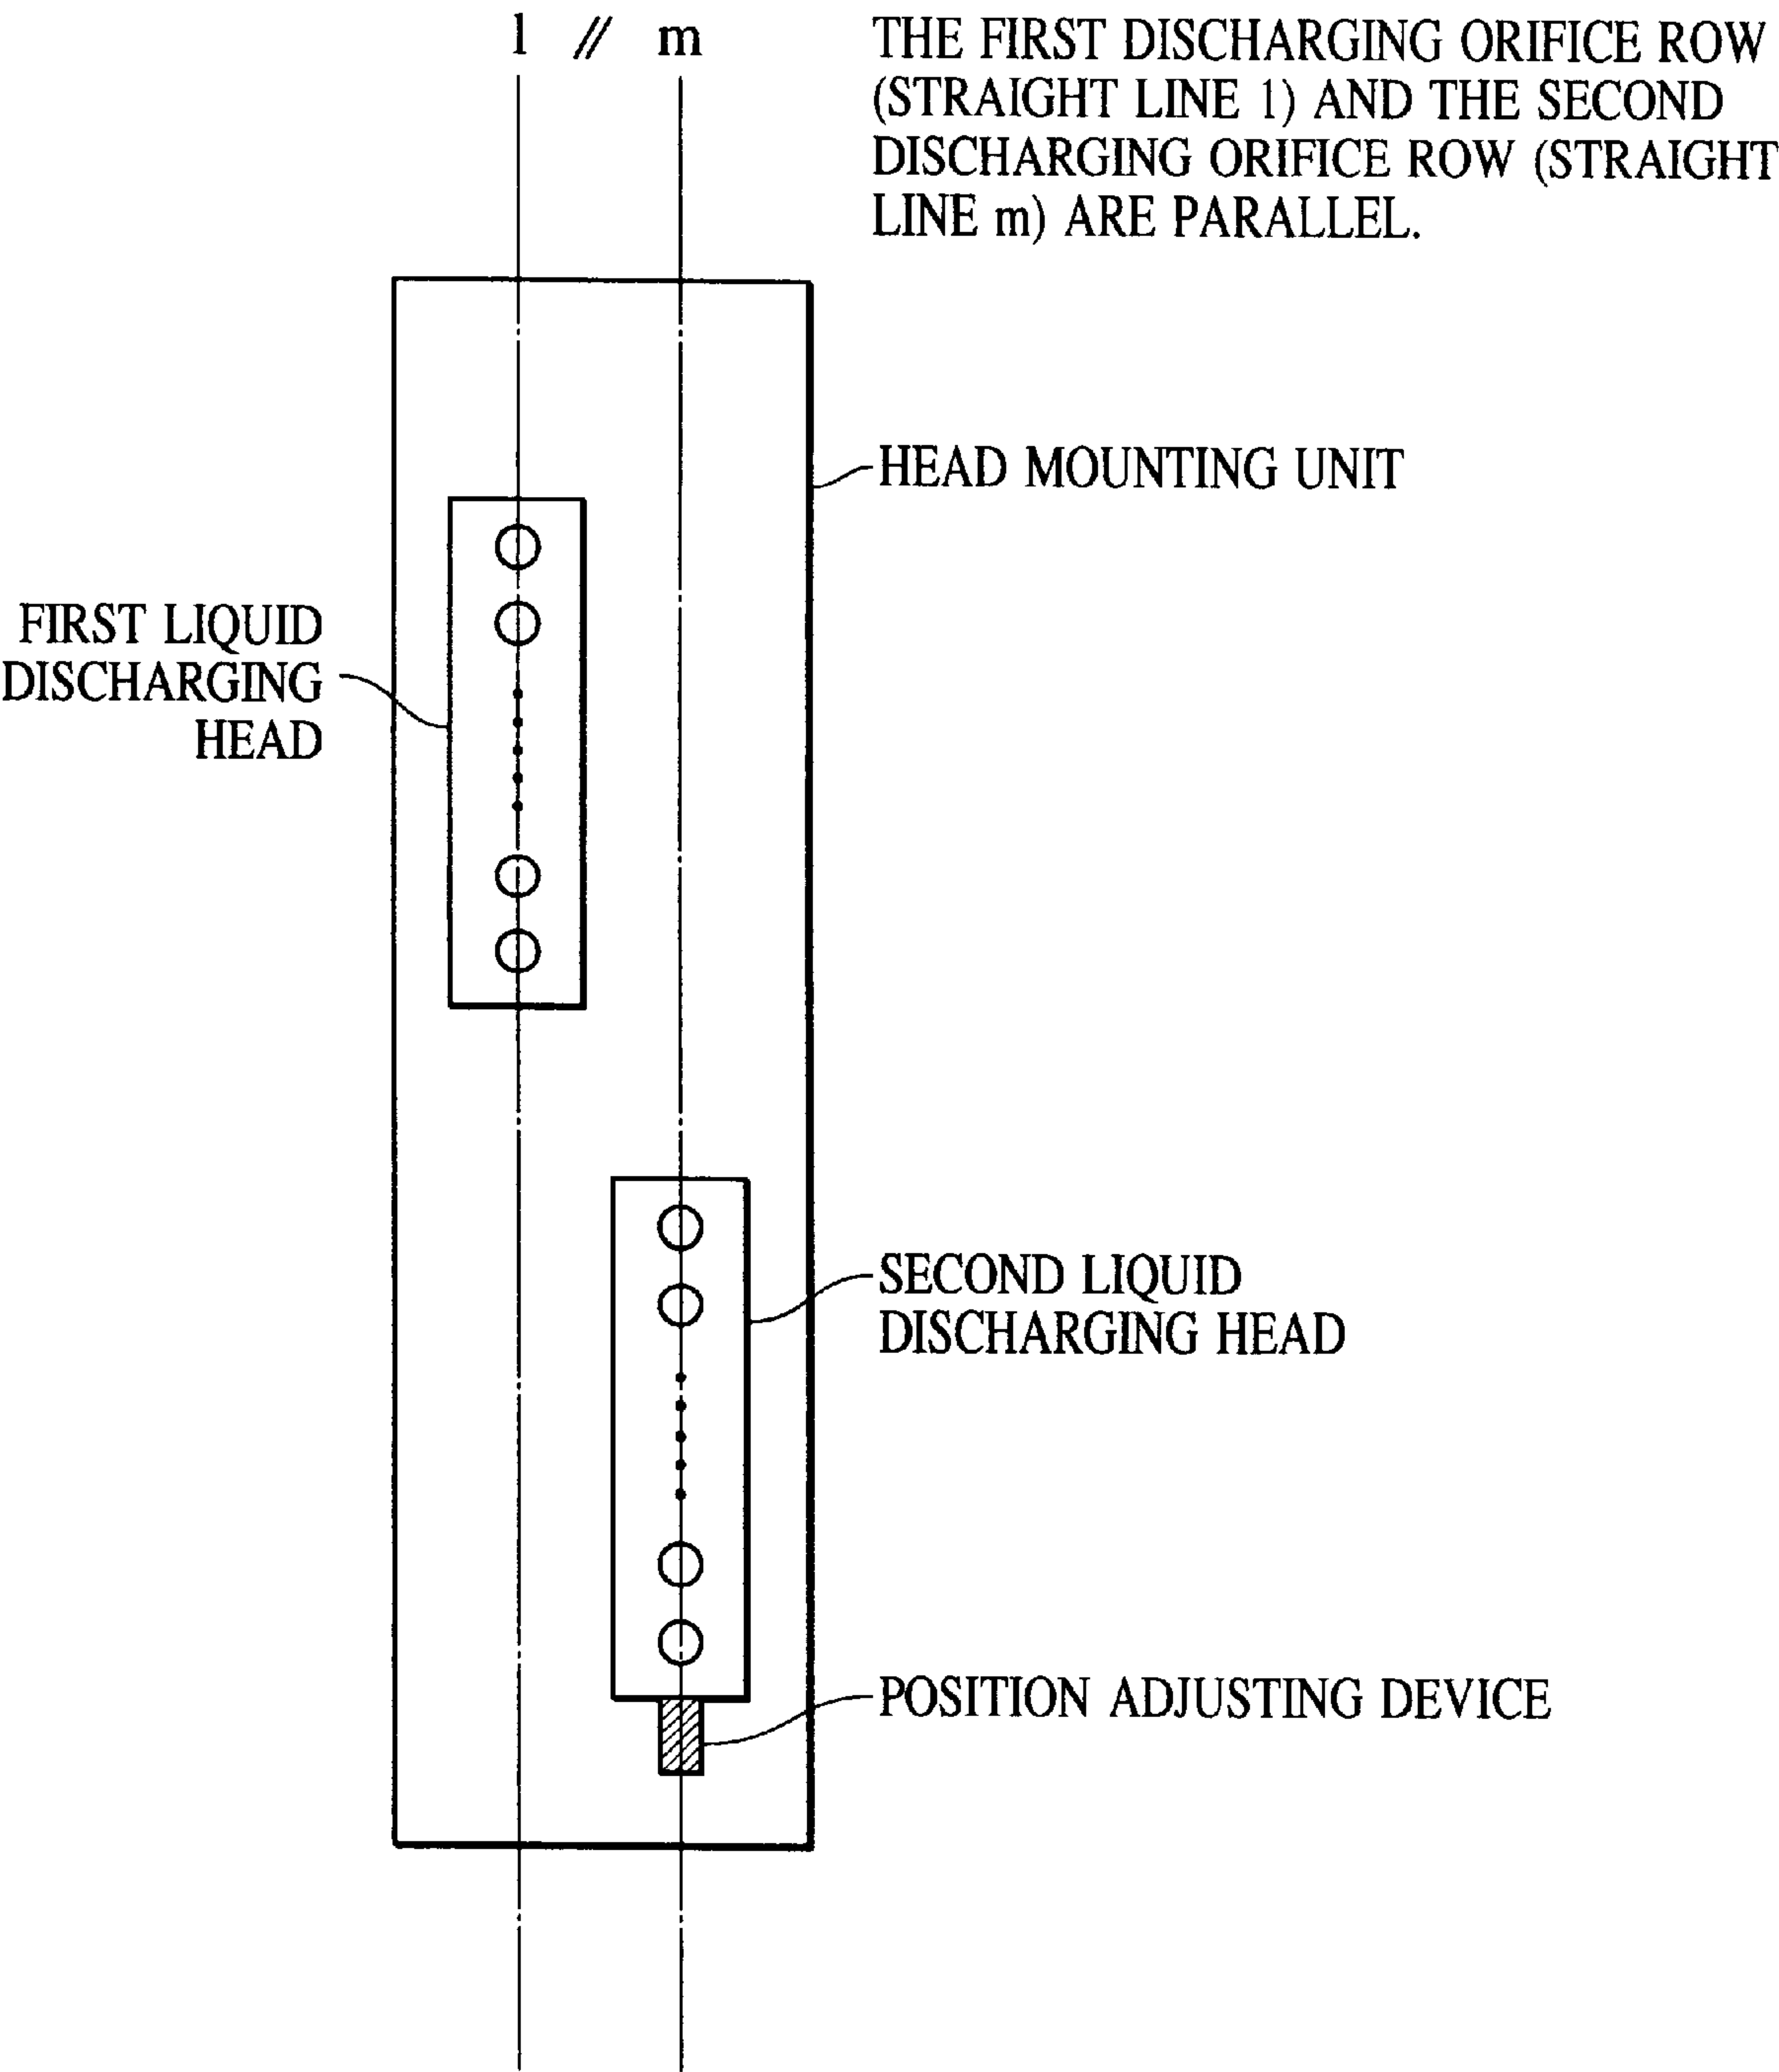 l // m
THE FIRST DISCHARGING ORIFICE ROW
(STRAIGHT LINE l) AND THE SECOND
DISCHARGING ORIFICE ROW (STRAIGHT
LINE m) ARE PARALLEL.
HEAD MOUNTING UNIT
FIRST LIQUID
DISCHARGING
HEAD
SECOND LIQUID
DISCHARGING HEAD
POSITION ADJUSTING DEVICE